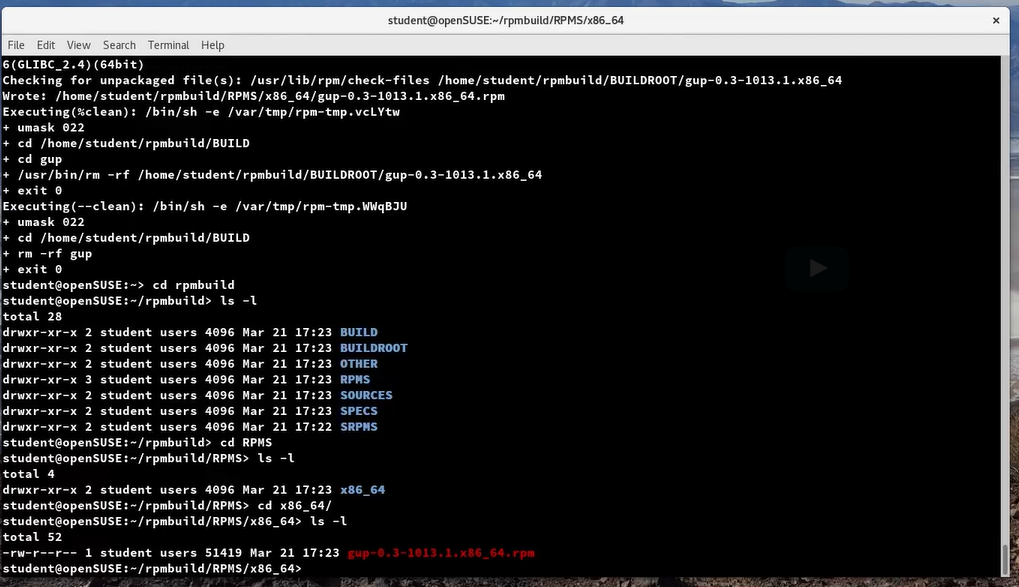 student@openSUSE:~/rpmbuild/RPMS/x86_64
×
File Edit View Search Terminal Help
6(GLIBC_2.4)(64bit)
Checking for unpackaged file(s): /usr/lib/rpm/check-files /home/student/rpmbuild/BUILDROOT/gup-0.3-1013.1.x86_64
Wrote: /home/student/rpmbuild/RPMS/x86_64/gup-0.3-1013.1.x86_64.rpm
Executing(%clean): /bin/sh -e /var/tmp/rpm-tmp.vcLYtw
+ umask 022
+ cd /home/student/rpmbuild/BUILD
+ cd gup
+ /usr/bin/rm -rf /home/student/rpmbuild/BUILDROOT/gup-0.3-1013.1.x86_64
+ exit 0
Executing(--clean): /bin/sh -e /var/tmp/rpm-tmp.WWqBJU
+ umask 022
+ cd /home/student/rpmbuild/BUILD
+ rm -rf gup
+ exit 0
student@openSUSE:~> cd rpmbuild
student@openSUSE:~/rpmbuild> ls -l
total 28
drwxr-xr-x 2 student users 4096 Mar 21 17:23 BUILD
drwxr-xr-x 2 student users 4096 Mar 21 17:23 BUILDROOT
drwxr-xr-x 2 student users 4096 Mar 21 17:23 OTHER
drwxr-xr-x 3 student users 4096 Mar 21 17:23 RPMS
drwxr-xr-x 2 student users 4096 Mar 21 17:23 SOURCES
drwxr-xr-x 2 student users 4096 Mar 21 17:23 SPECS
drwxr-xr-x 2 student users 4096 Mar 21 17:22 SRPMS
student@openSUSE:~/rpmbuild> cd RPMS
student@openSUSE:~/rpmbuild/RPMS> ls -l
total 4
drwxr-xr-x 2 student users 4096 Mar 21 17:23 x86_64
student@openSUSE:~/rpmbuild/RPMS> cd x86_64/
student@openSUSE:~/rpmbuild/RPMS/x86_64> ls -l
total 52
-rw-r--r-- 1 student users 51419 Mar 21 17:23 gup-0.3-1013.1.x86_64.rpm
student@openSUSE:~/rpmbuild/RPMS/x86_64>